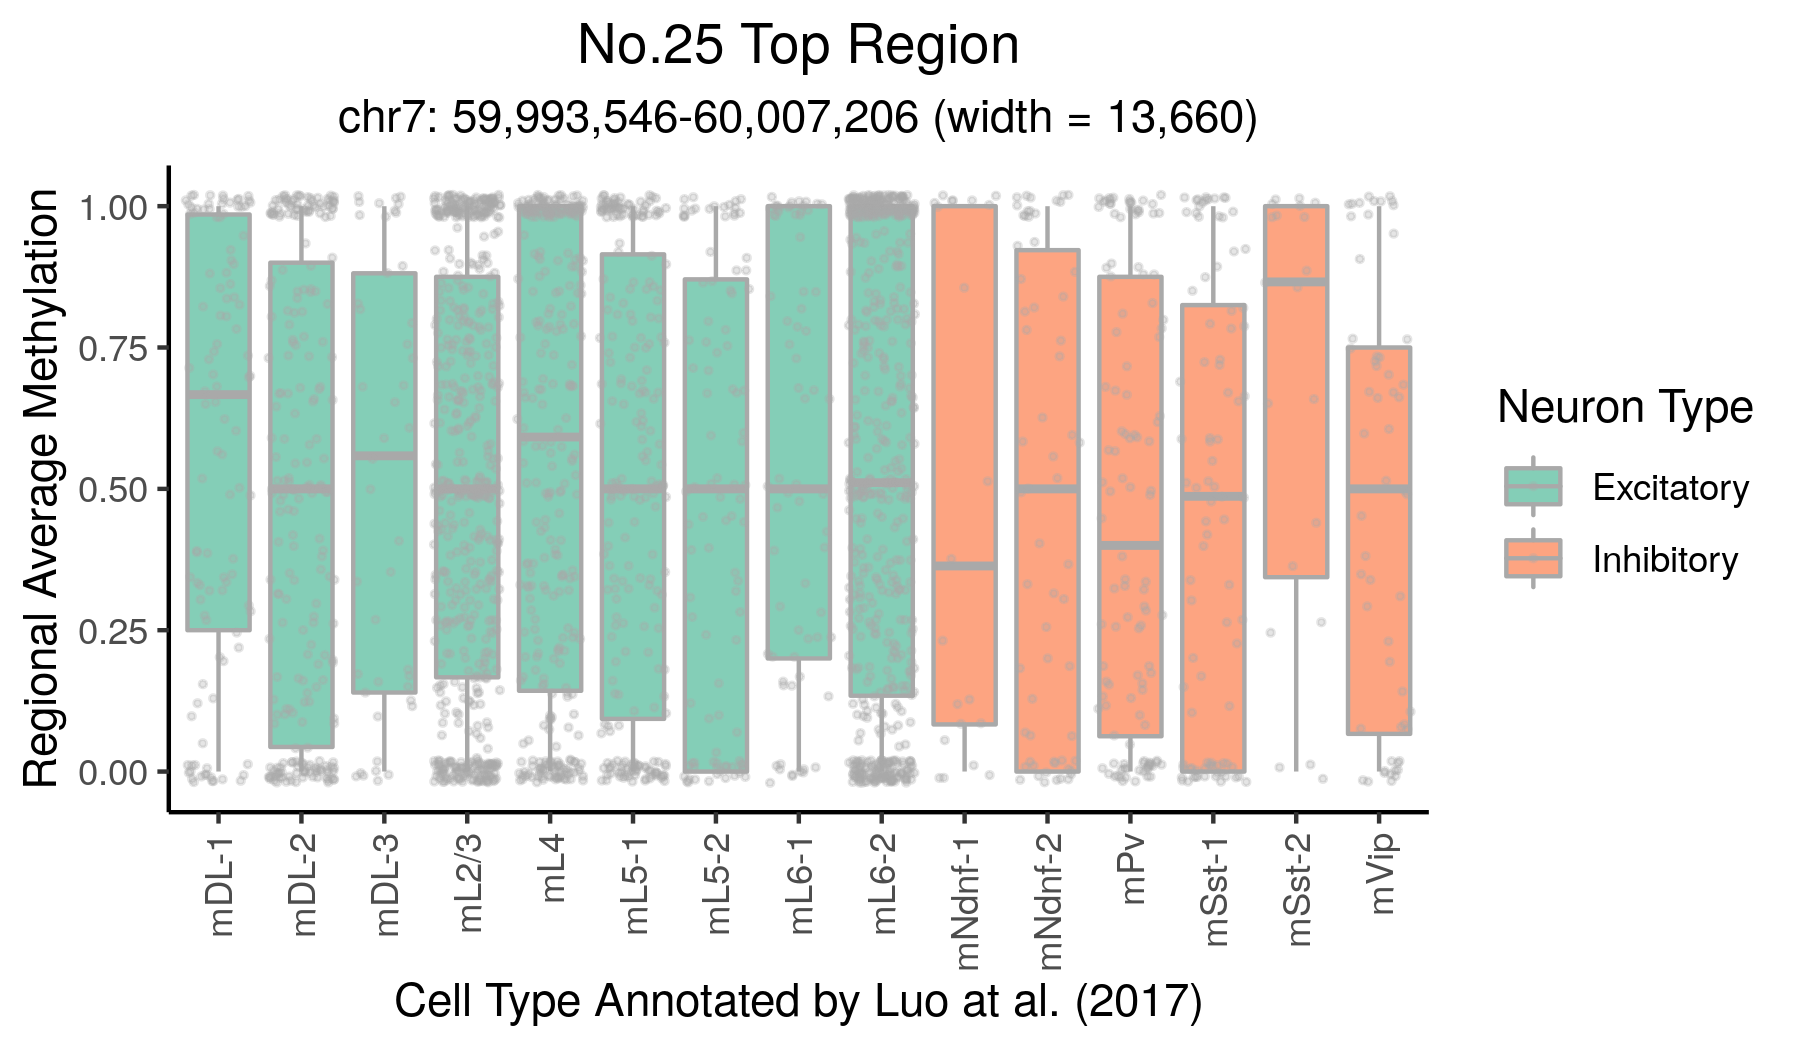 No.25 Top Region
chr7: 59,993,546-60,007,206 (width = 13,660)
Regional Average Methylation
1.00
0.75
0.50
0.25
0.00
mDL-1
mDL-2
mDL-3
mL2/3
mL4
mL5-1
mL5-2
mL6-1
mL6-2
mNdnf-1
mNdnf-2
mPv
mSst-1
mSst-2
mVip
Cell Type Annotated by Luo at al. (2017)
Neuron Type
Excitatory
Inhibitory